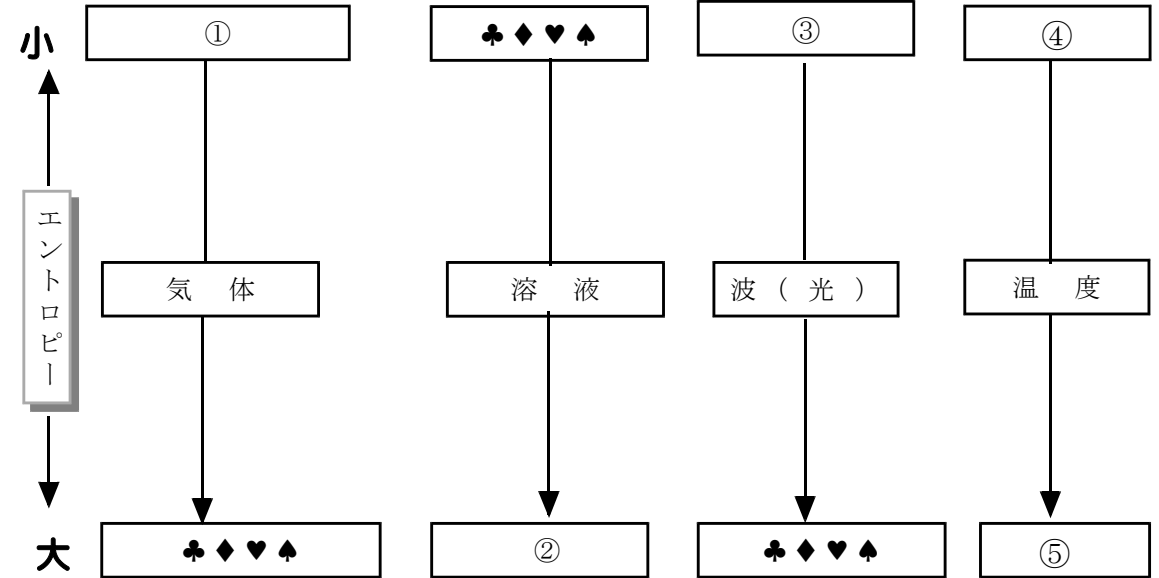 小 ① ♣♦♥♠ ③ ④
エントロピー
気 体 溶 液 波 ( 光 ) 温 度
大 ♣♦♥♠ ② ♣♦♥♠ ⑤